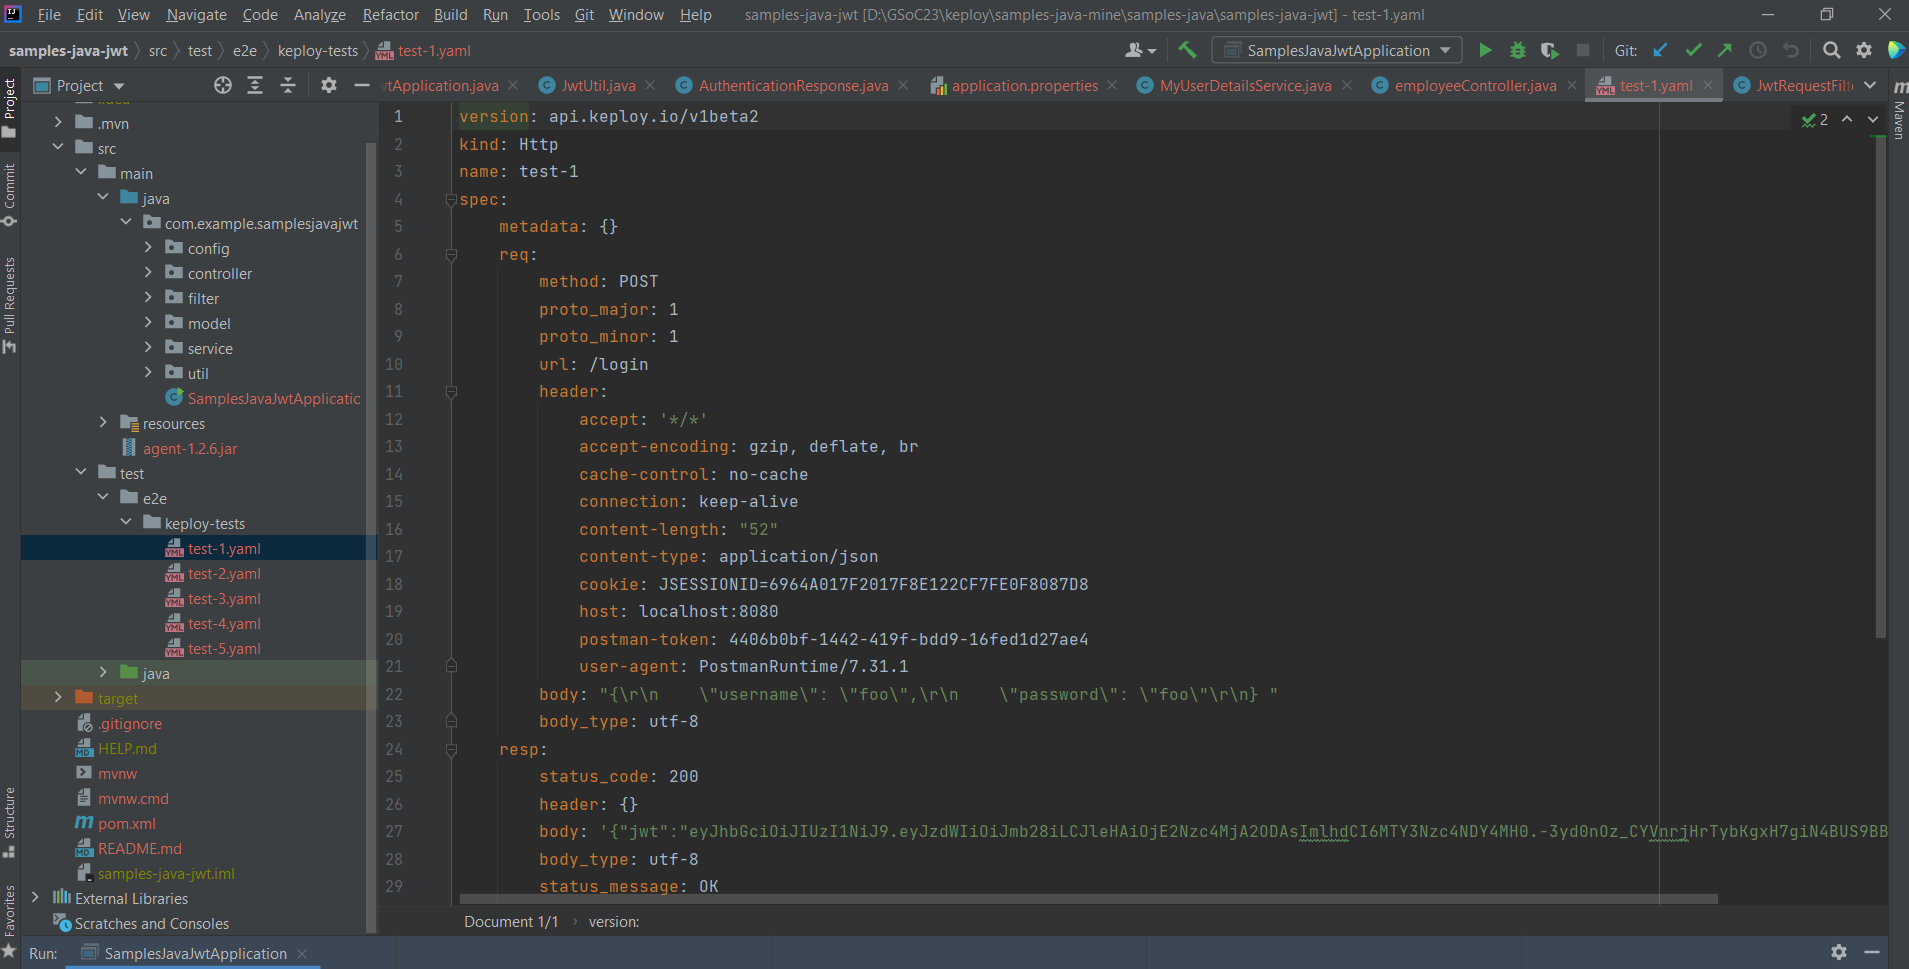 File Edit View Navigate Code Analyze Refactor Build Run Tools Git Window Help samples-java-jwt [D:\GSoC23\keploy\samples-java-mine\samples-java\samples-java-jwt] - test-1.yaml
samples-java-jwt src test e2e keploy-tests test-1.yaml SamplesJavaJwtApplication Git:
Project wtApplication.java JwtUtil.java AuthenticationResponse.java application.properties MyUserDetailsService.java employeeController.java test-1.yaml JwtRequestFilt
Project
Commit
Pull Requests
Structure
Favorites
Maven
.idea
.mvn
src
main
java
com.example.samplesjavajwt
config
controller
filter
model
service
util
SamplesJavaJwtApplicatic
resources
agent-1.2.6.jar
test
e2e
keploy-tests
test-1.yaml
test-2.yaml
test-3.yaml
test-4.yaml
test-5.yaml
java
target
.gitignore
HELP.md
mvnw
mvnw.cmd
pom.xml
README.md
samples-java-jwt.iml
External Libraries
Scratches and Consoles
2
1 version: api.keploy.io/v1beta2
2 kind: Http
3 name: test-1
4 spec:
5 metadata: {}
6 req:
7 method: POST
8 proto_major: 1
9 proto_minor: 1
10 url: /login
11 header:
12 accept: '*/*'
13 accept-encoding: gzip, deflate, br
14 cache-control: no-cache
15 connection: keep-alive
16 content-length: "52"
17 content-type: application/json
18 cookie: JSESSIONID=6964A017F2017F8E122CF7FE0F8087D8
19 host: localhost:8080
20 postman-token: 4406b0bf-1442-419f-bdd9-16fed1d27ae4
21 user-agent: PostmanRuntime/7.31.1
22 body: "{\r\n    \"username\": \"foo\",\r\n    \"password\": \"foo\"\r\n} "
23 body_type: utf-8
24 resp:
25 status_code: 200
26 header: {}
27 body: '{"jwt":"eyJhbGciOiJIUzI1NiJ9.eyJzdWIiOiJmb28iLCJleHAiOjE2Nzc4MjA2ODAsImlhdCI6MTY3Nzc4NDY4MH0.-3yd0nOz_CYVnrjHrTybKgxH7giN4BUS9BB
28 body_type: utf-8
29 status_message: OK
Document 1/1 version:
Run: SamplesJavaJwtApplication